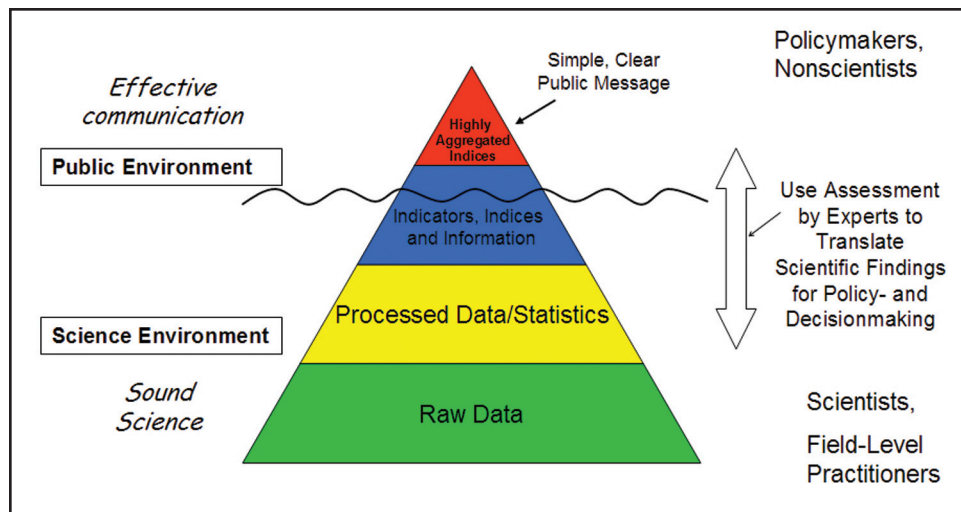 Effective
communication
Public Environment
Science Environment
Sound
Science
Simple, Clear
Public Message
Highly
Aggregated
Indices
Indicators, Indices
and Information
Processed Data/Statistics
Raw Data
Policymakers,
Nonscientists
Use Assessment
by Experts to
Translate
Scientific Findings
for Policy- and
Decisionmaking
Scientists,
Field-Level
Practitioners